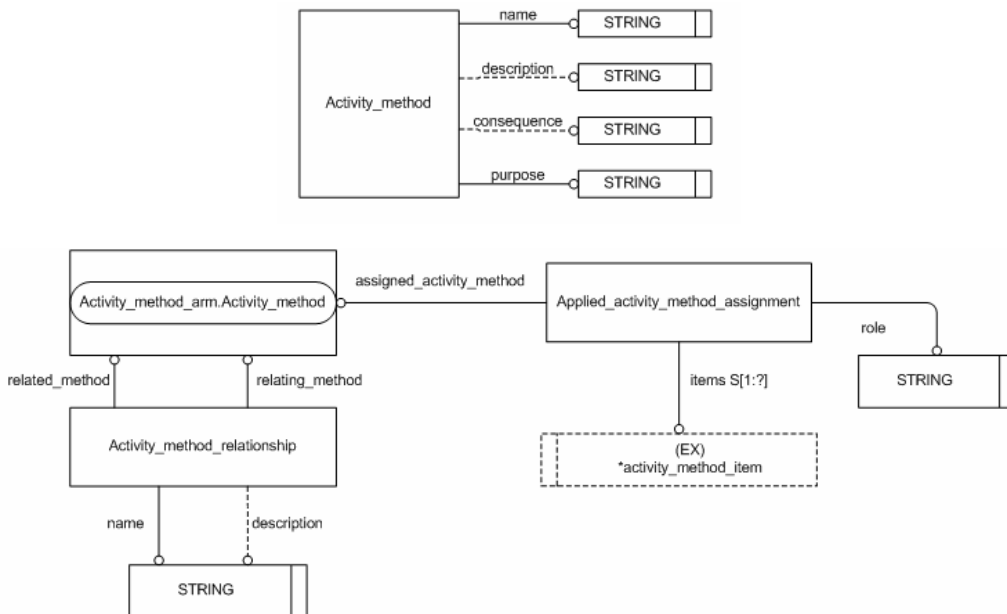 name
STRING
description
STRING
Activity_method
consequence
STRING
purpose
STRING
assigned_activity_method
Activity_method_arm.Activity_method
Applied_activity_method_assignment
role
related_method
relating_method
items S[1:?]
STRING
Activity_method_relationship
(EX)
*activity_method_item
name
description
STRING